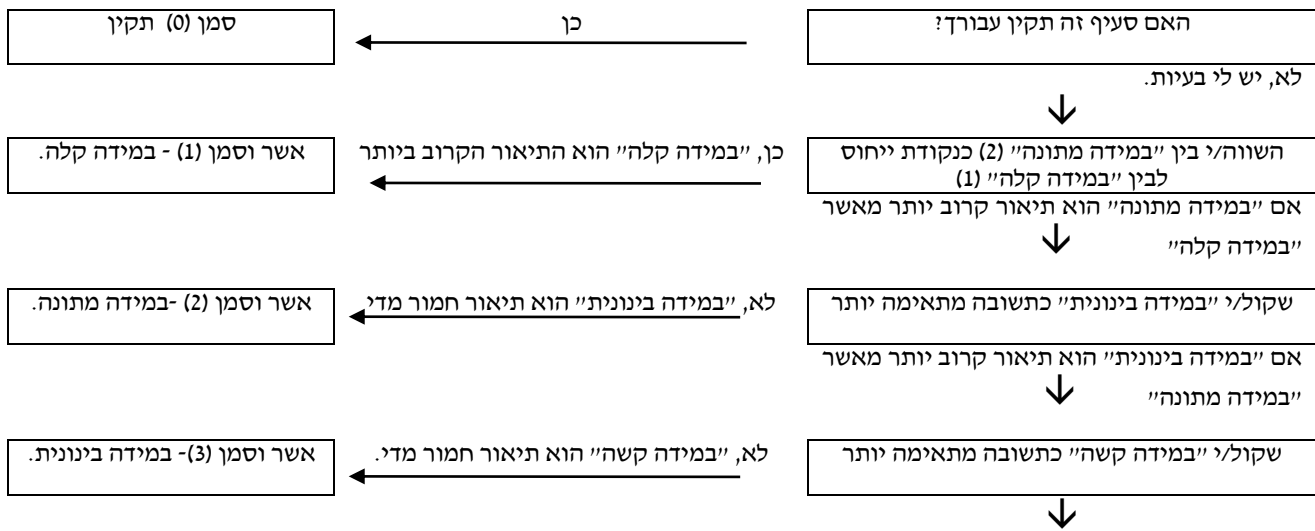 האם סעיף זה תקין עבורך?
כן
סמן (0) תקין
לא, יש לי בעיות.
השווה/י בין ״במידה מתונה״ (2) כנקודת ייחוס
לבין ״במידה קלה״ (1)
כן, ״במידה קלה״ הוא התיאור הקרוב ביותר
אשר וסמן (1) - במידה קלה.
אם ״במידה מתונה״ הוא תיאור קרוב יותר מאשר
״במידה קלה״
שקול/י ״במידה בינונית״ כתשובה מתאימה יותר
לא, ״במידה בינונית״ הוא תיאור חמור מדי.
אשר וסמן (2) -במידה מתונה.
אם ״במידה בינונית״ הוא תיאור קרוב יותר מאשר
״במידה מתונה״
שקול/י ״במידה קשה״ כתשובה מתאימה יותר
לא, ״במידה קשה״ הוא תיאור חמור מדי.
אשר וסמן (3)- במידה בינונית.